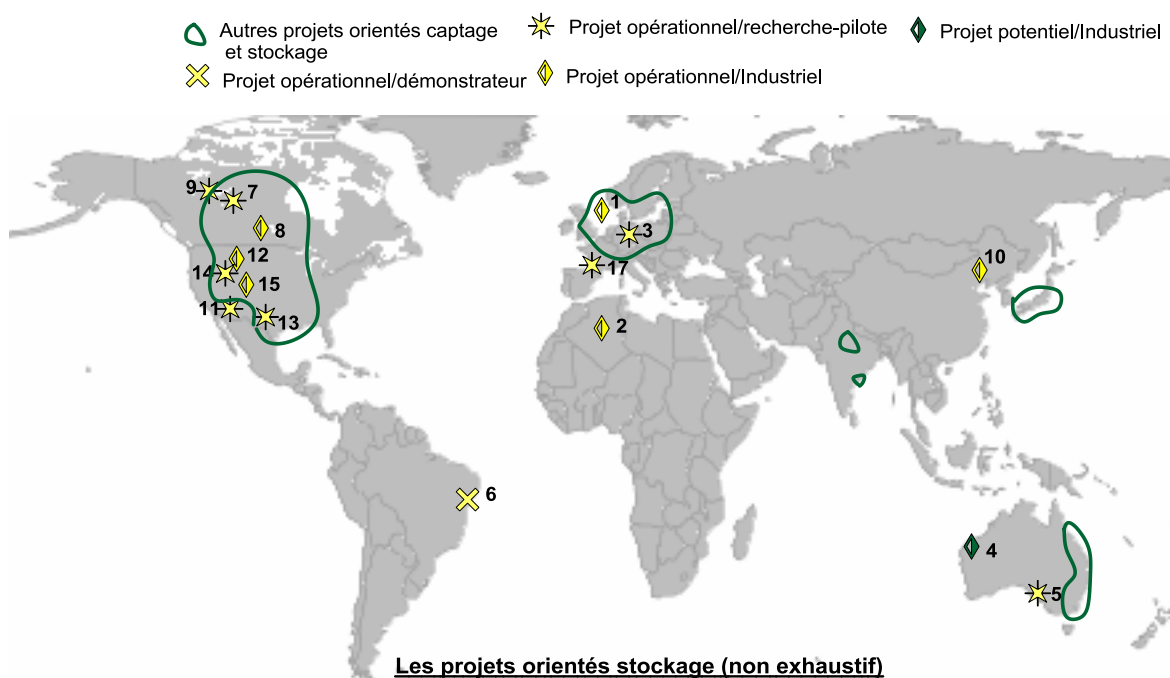 Autres projets orientés captage
et stockage
Projet opérationnel/recherche-pilote
Projet potentiel/Industriel
Projet opérationnel/démonstrateur
Projet opérationnel/Industriel
9
7
1
8
3
12
10
14
17
15
11
13
2
6
4
5
Les projets orientés stockage (non exhaustif)